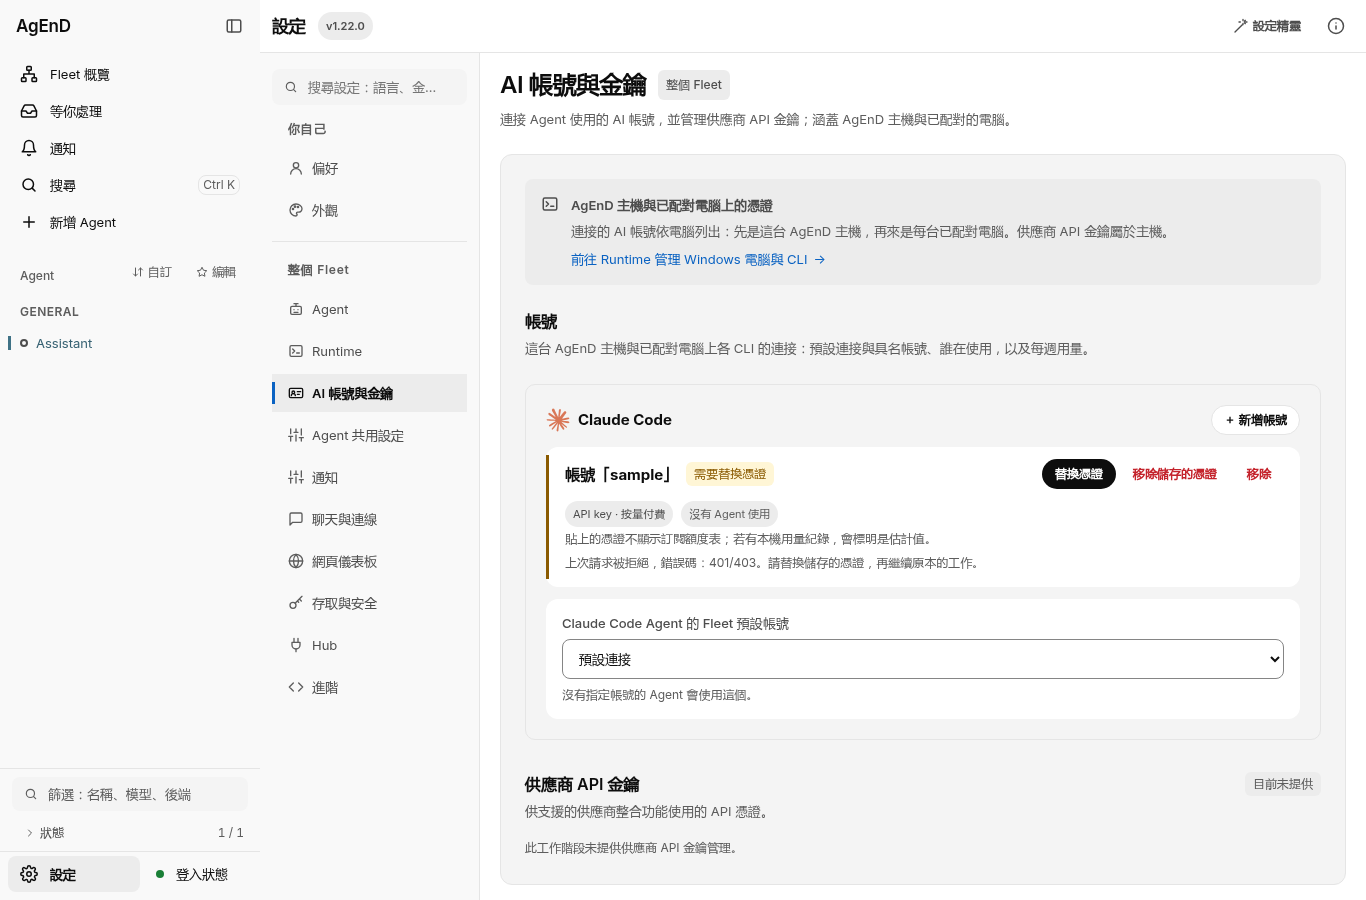 AgEnD
Fleet 概覽
等你處理
通知
搜尋
Ctrl K
新增 Agent
Agent
自訂
編輯
GENERAL
Assistant
篩選：名稱、模型、後端
狀態
1 / 1
設定
登入狀態
設定
v1.22.0
設定精靈
搜尋設定：語言、金...
你自己
偏好
外觀
整個 Fleet
Agent
Runtime
AI 帳號與金鑰
Agent 共用設定
通知
聊天與連線
網頁儀表板
存取與安全
Hub
進階
AI 帳號與金鑰
整個 Fleet
連接 Agent 使用的 AI 帳號，並管理供應商 API 金鑰；涵蓋 AgEnD 主機與已配對的電腦。
AgEnD 主機與已配對電腦上的憑證
連接的 AI 帳號依電腦列出：先是這台 AgEnD 主機，再來是每台已配對電腦。供應商 API 金鑰屬於主機。
前往 Runtime 管理 Windows 電腦與 CLI →
帳號
這台 AgEnD 主機與已配對電腦上各 CLI 的連接：預設連接與具名帳號、誰在使用，以及每週用量。
Claude Code
+ 新增帳號
帳號「sample」
需要替換憑證
替換憑證
移除儲存的憑證
移除
API key · 按量付費
沒有 Agent 使用
貼上的憑證不顯示訂閱額度表；若有本機用量紀錄，會標明是估計值。
上次請求被拒絕，錯誤碼：401/403。請替換儲存的憑證，再繼續原本的工作。
Claude Code Agent 的 Fleet 預設帳號
預設連接
沒有指定帳號的 Agent 會使用這個。
供應商 API 金鑰
目前未提供
供支援的供應商整合功能使用的 API 憑證。
此工作階段未提供供應商 API 金鑰管理。